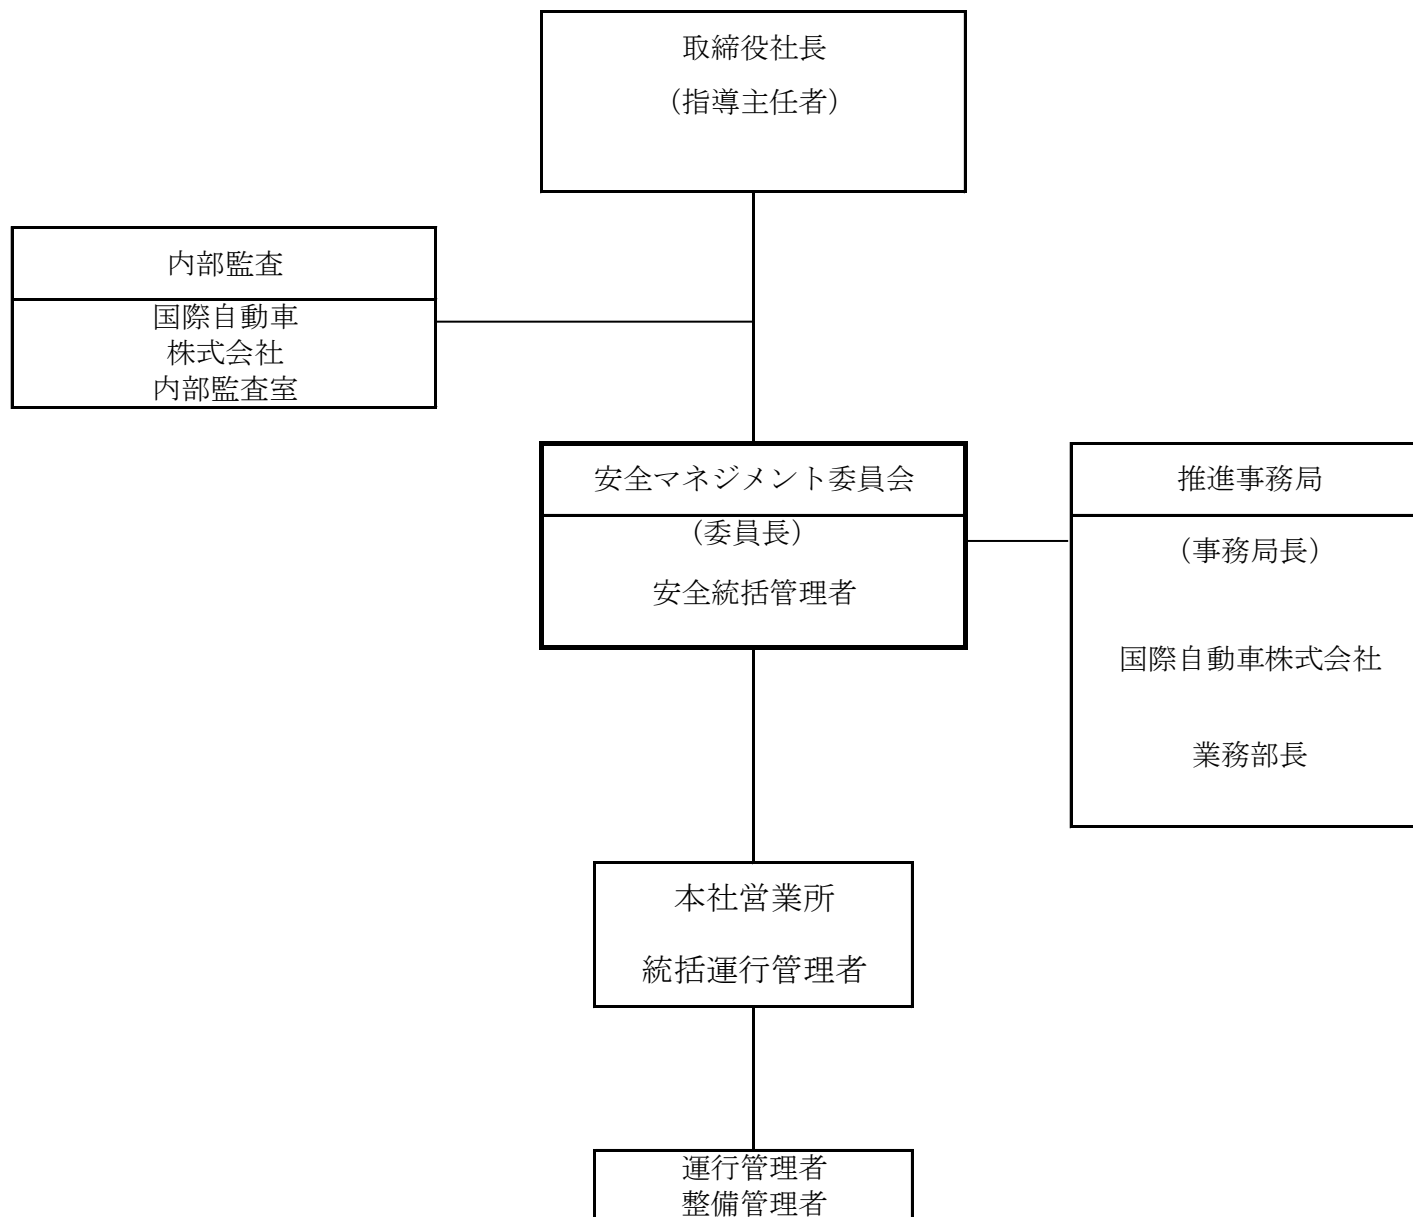 取締役社長
（指導主任者）
内部監査
国際自動車
株式会社
内部監査室
安全マネジメント委員会
（委員長）
安全統括管理者
推進事務局
（事務局長）
国際自動車株式会社
業務部長
本社営業所
統括運行管理者
運行管理者
整備管理者